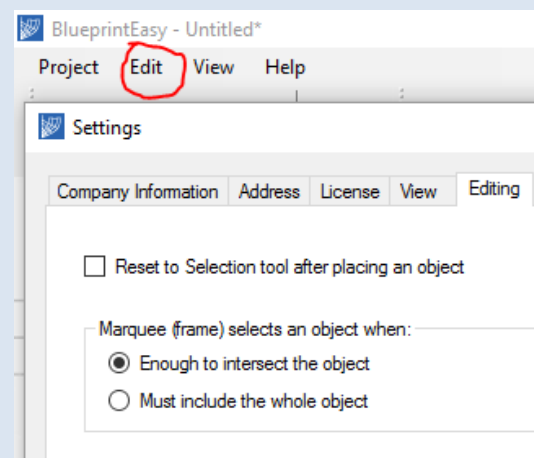 BlueprintEasy - Untitled*
Project Edit View Help
Settings
Company Information Address License View Editing
Reset to Selection tool after placing an object
Marquee (frame) selects an object when:
Enough to intersect the object
Must include the whole object